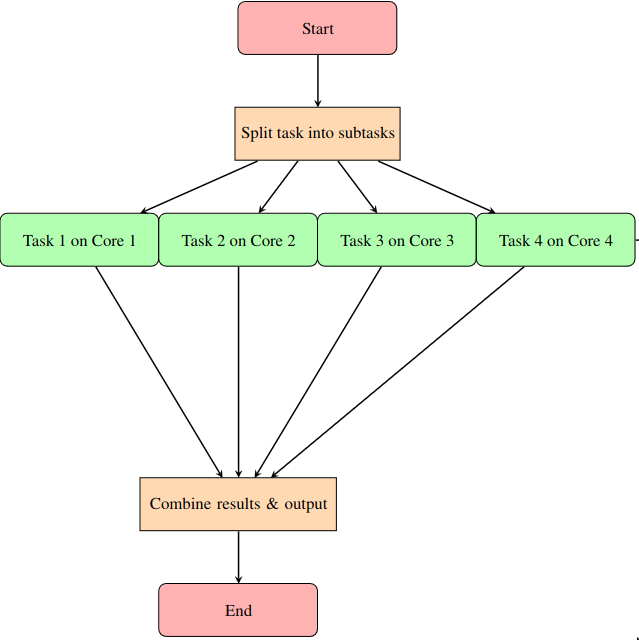 Start
Split task into subtasks
Task 1 on Core 1
Task 2 on Core 2
Task 3 on Core 3
Task 4 on Core 4
Combine results & output
End